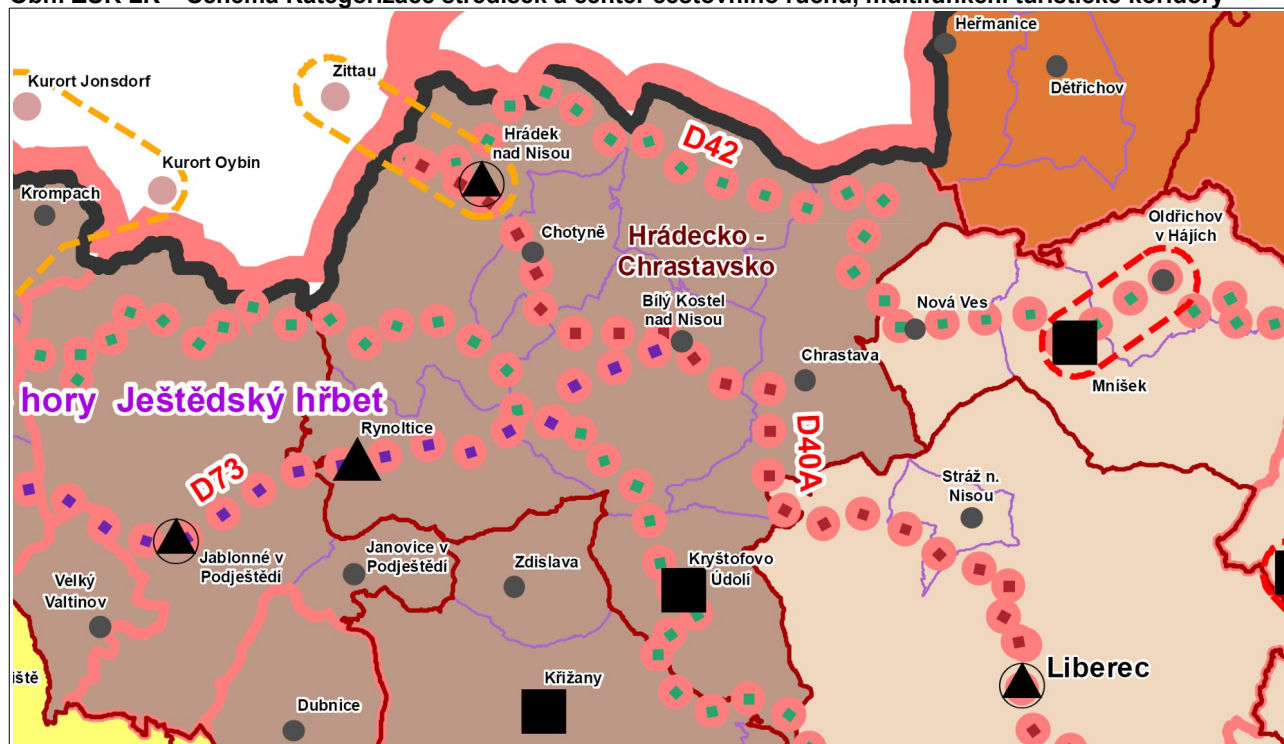 Obr.: ZÚR LK – Schéma Kategorizace středisek a center cestovního ruchu, multifunkční turistické koridory
Heřmanice
Dětřichov
Zittau
Kurort Jonsdorf
Hrádek
nad Nisou
D42
Kurort Oybin
Krompach
Oldřichov
v Hájích
Chotyně
Hrádecko -
Chrastavsko
Bílý Kostel
nad Nisou
Nová Ves
Chrastava
Mníšek
hory Ještědský hřbet
Rynoltice
D40A
D73
Stráž n.
Nisou
Jablonné v
Podještědí
Janovice v
Podještědí
Zdislava
Kryštofovo
Údolí
Velký
Valtinov
Liberec
iště
Křižany
Dubnice